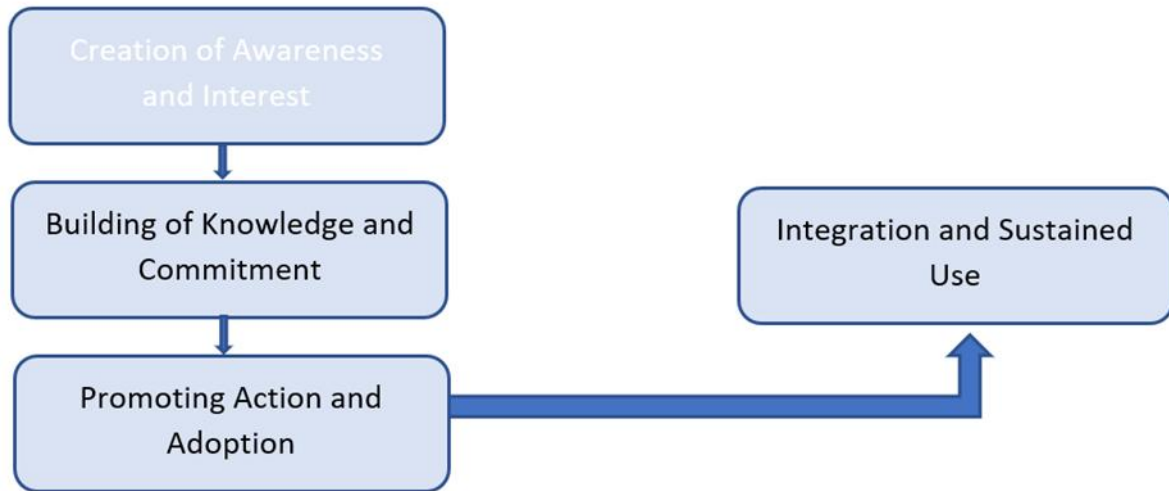 Creation of Awareness
and Interest
Building of Knowledge and
Commitment
Promoting Action and
Adoption
Integration and Sustained
Use